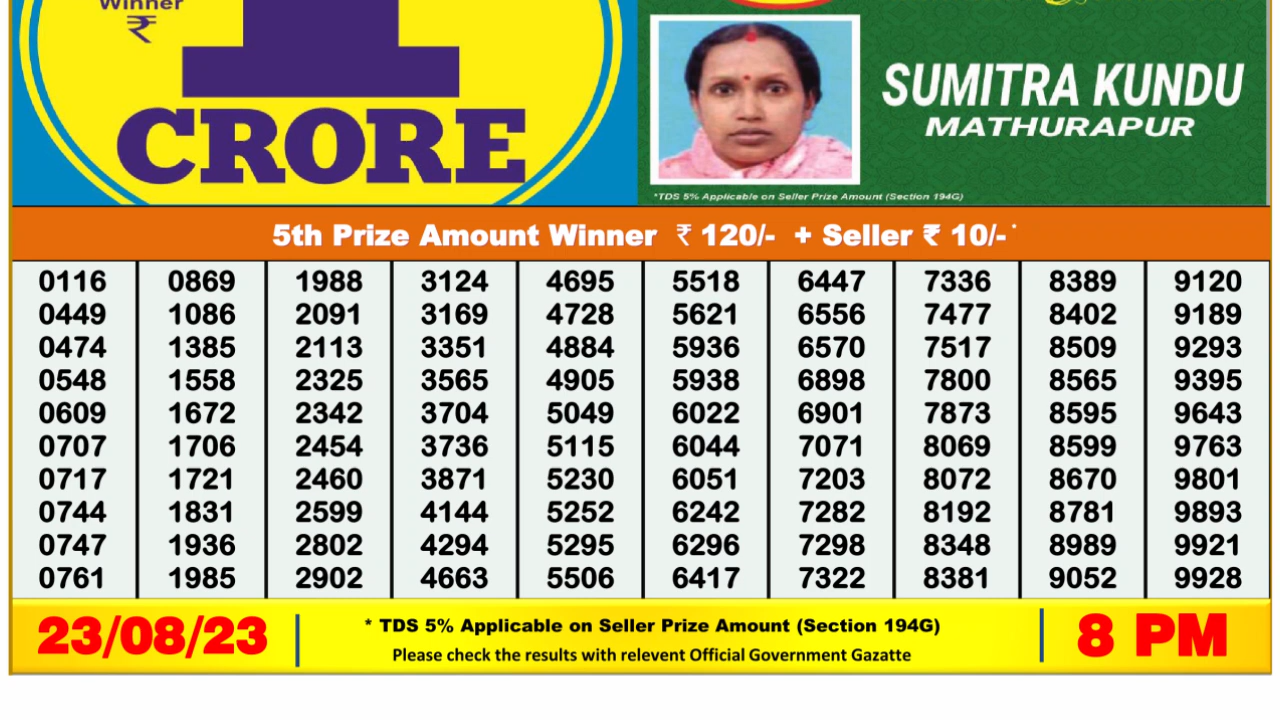 Winner
₹
1
CRORE
SUMITRA KUNDU
MATHURAPUR
*TDS 5% Applicable on Seller Prize Amount (Section 194G)
5th Prize Amount Winner ₹ 120/- + Seller ₹ 10/-*
0116 0869 1988 3124 4695 5518 6447 7336 8389 9120
0449 1086 2091 3169 4728 5621 6556 7477 8402 9189
0474 1385 2113 3351 4884 5936 6570 7517 8509 9293
0548 1558 2325 3565 4905 5938 6898 7800 8565 9395
0609 1672 2342 3704 5049 6022 6901 7873 8595 9643
0707 1706 2454 3736 5115 6044 7071 8069 8599 9763
0717 1721 2460 3871 5230 6051 7203 8072 8670 9801
0744 1831 2599 4144 5252 6242 7282 8192 8781 9893
0747 1936 2802 4294 5295 6296 7298 8348 8989 9921
0761 1985 2902 4663 5506 6417 7322 8381 9052 9928
23/08/23
* TDS 5% Applicable on Seller Prize Amount (Section 194G)
Please check the results with relevent Official Government Gazatte
8 PM